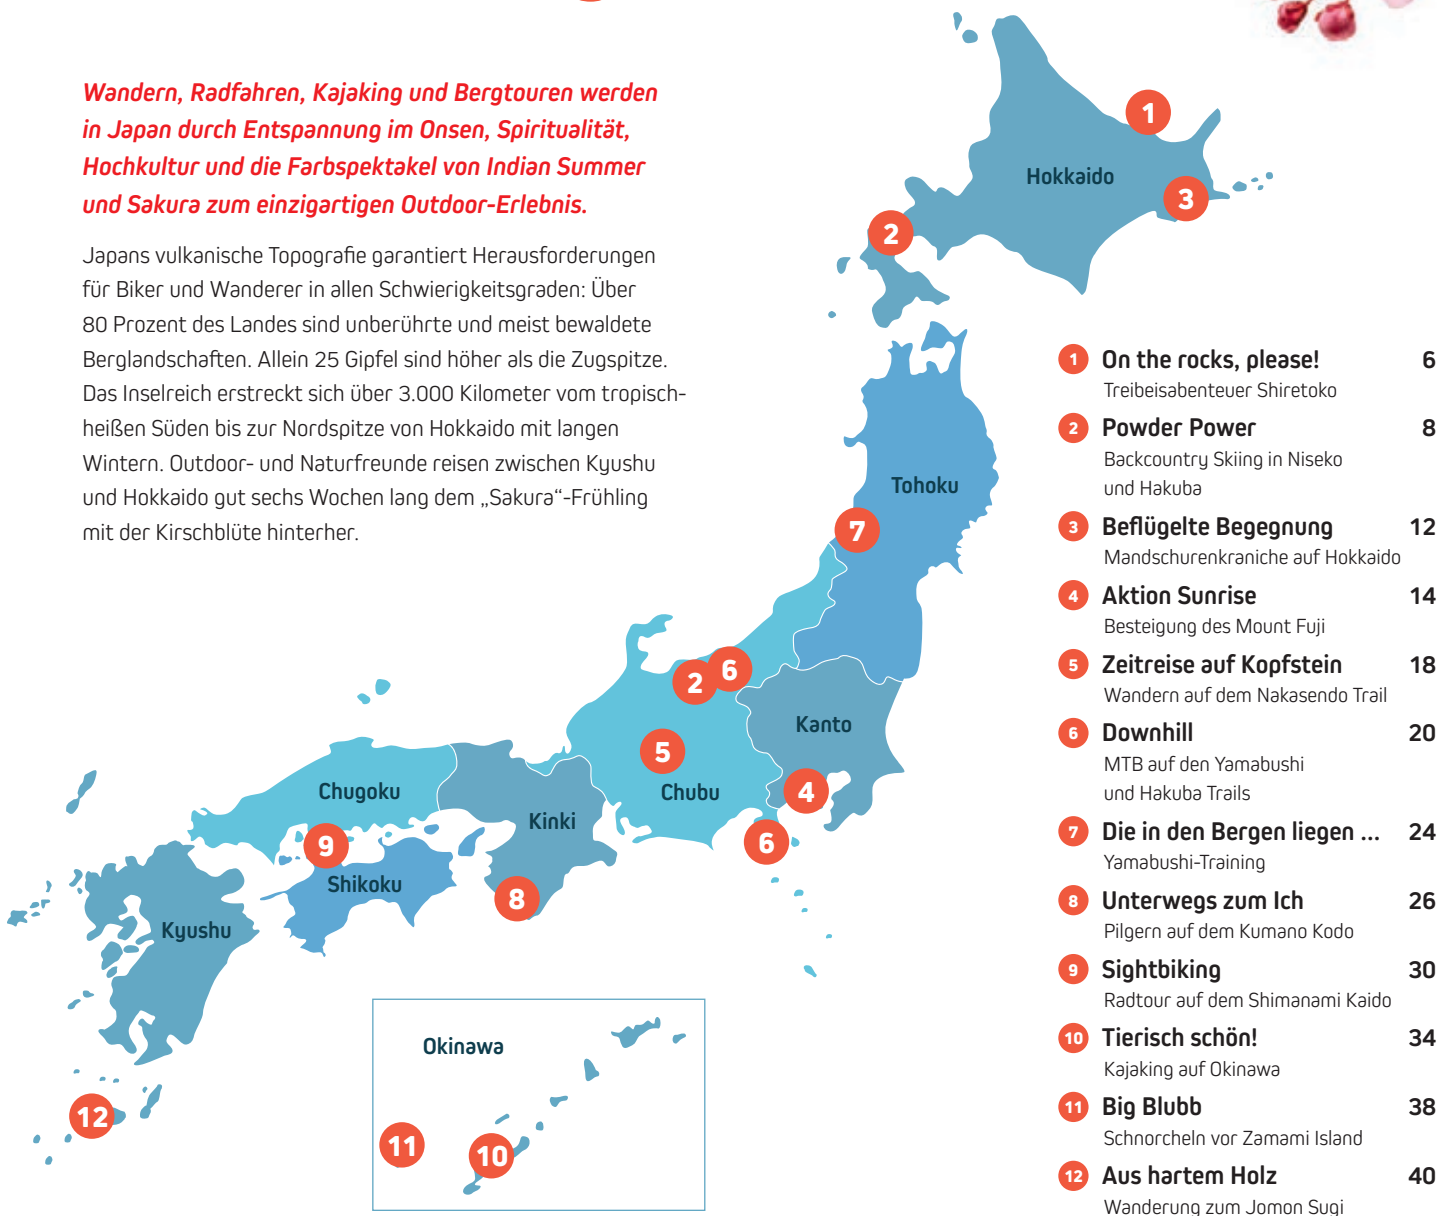 Wandern, Radfahren, Kajaking und Bergtouren werden
in Japan durch Entspannung im Onsen, Spiritualität,
Hochkultur und die Farbspektakel von Indian Summer
und Sakura zum einzigartigen Outdoor-Erlebnis.
Japans vulkanische Topografie garantiert Herausforderungen
für Biker und Wanderer in allen Schwierigkeitsgraden: Über
80 Prozent des Landes sind unberührte und meist bewaldete
Berglandschaften. Allein 25 Gipfel sind höher als die Zugspitze.
Das Inselreich erstreckt sich über 3.000 Kilometer vom tropisch-
heißen Süden bis zur Nordspitze von Hokkaido mit langen
Wintern. Outdoor- und Naturfreunde reisen zwischen Kyushu
und Hokkaido gut sechs Wochen lang dem „Sakura“-Frühling
mit der Kirschblüte hinterher.
1
Hokkaido
3
2
Tohoku
7
2
6
Kanto
5
Chubu
4
6
Chugoku
Kinki
9
Shikoku
8
Kyushu
12
Okinawa
11
10
1 On the rocks, please! 6
Treibeisabenteuer Shiretoko
2 Powder Power 8
Backcountry Skiing in Niseko
und Hakuba
3 Beflügelte Begegnung 12
Mandschurenkraniche auf Hokkaido
4 Aktion Sunrise 14
Besteigung des Mount Fuji
5 Zeitreise auf Kopfstein 18
Wandern auf dem Nakasendo Trail
6 Downhill 20
MTB auf den Yamabushi
und Hakuba Trails
7 Die in den Bergen liegen ... 24
Yamabushi-Training
8 Unterwegs zum Ich 26
Pilgern auf dem Kumano Kodo
9 Sightbiking 30
Radtour auf dem Shimanami Kaido
10 Tierisch schön! 34
Kajaking auf Okinawa
11 Big Blubb 38
Schnorcheln vor Zamami Island
12 Aus hartem Holz 40
Wanderung zum Jomon Sugi